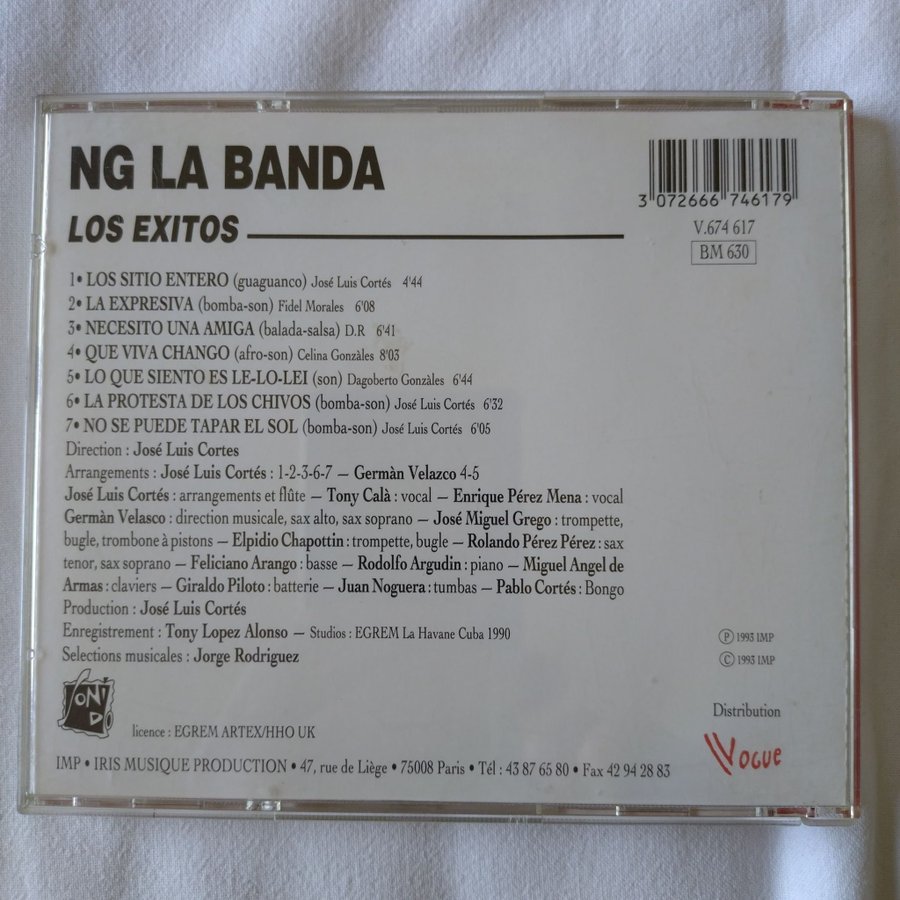 NG LA BANDA
LOS EXITOS
3 072666 746179
V.674 617
BM 630
1• LOS SITIO ENTERO (guaguanco) José Luis Cortés 4'44
2• LA EXPRESIVA (bomba-son) Fidel Morales 6'08
3• NECESITO UNA AMIGA (balada-salsa) D.R 6'41
4• QUE VIVA CHANGO (afro-son) Celina Gonzàles 8'03
5• LO QUE SIENTO ES LE-LO-LEI (son) Dagoberto Gonzàles 6'44
6• LA PROTESTA DE LOS CHIVOS (bomba-son) José Luis Cortés 6'32
7• NO SE PUEDE TAPAR EL SOL (bomba-son) José Luis Cortés 6'05
Direction : José Luis Cortes
Arrangements : José Luis Cortés : 1-2-3-6-7 — Germàn Velazco 4-5
José Luis Cortés : arrangements et flûte — Tony Calà : vocal — Enrique Pérez Mena : vocal
Germàn Velasco : direction musicale, sax alto, sax soprano — José Miguel Grego : trompette,
bugle, trombone à pistons — Elpidio Chapottin : trompette, bugle — Rolando Pérez Pérez : sax
tenor, sax soprano — Feliciano Arango : basse — Rodolfo Argudin : piano — Miguel Angel de
Armas : claviers — Giraldo Piloto : batterie — Juan Noguera : tumbas — Pablo Cortés : Bongo
Production : José Luis Cortés
Enregistrement : Tony Lopez Alonso — Studios : EGREM La Havane Cuba 1990
Selections musicales : Jorge Rodriguez
Ⓟ 1993 IMP
© 1993 IMP
SONIDO
licence : EGREM ARTEX/HHO UK
Distribution
VOGUE
IMP • IRIS MUSIQUE PRODUCTION • 47, rue de Liège • 75008 Paris • Tél : 43 87 65 80 • Fax 42 94 28 83